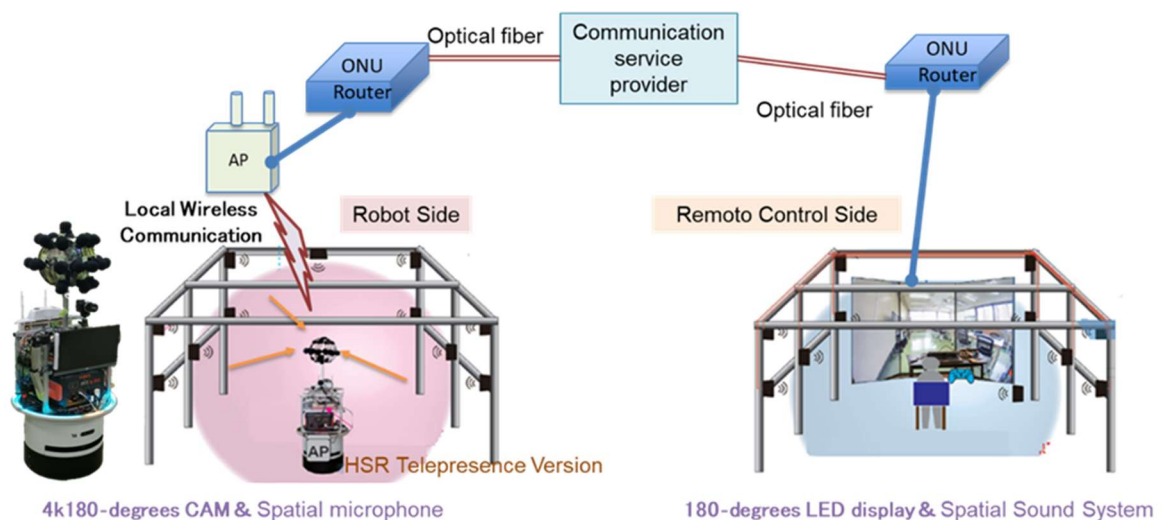 Optical fiber
Communication
service
provider
ONU
Router
ONU
Router
Optical fiber
AP
Local Wireless
Communication
Robot Side
Remoto Control Side
AP
HSR Telepresence Version
4k180-degrees CAM & Spatial microphone
180-degrees LED display & Spatial Sound System